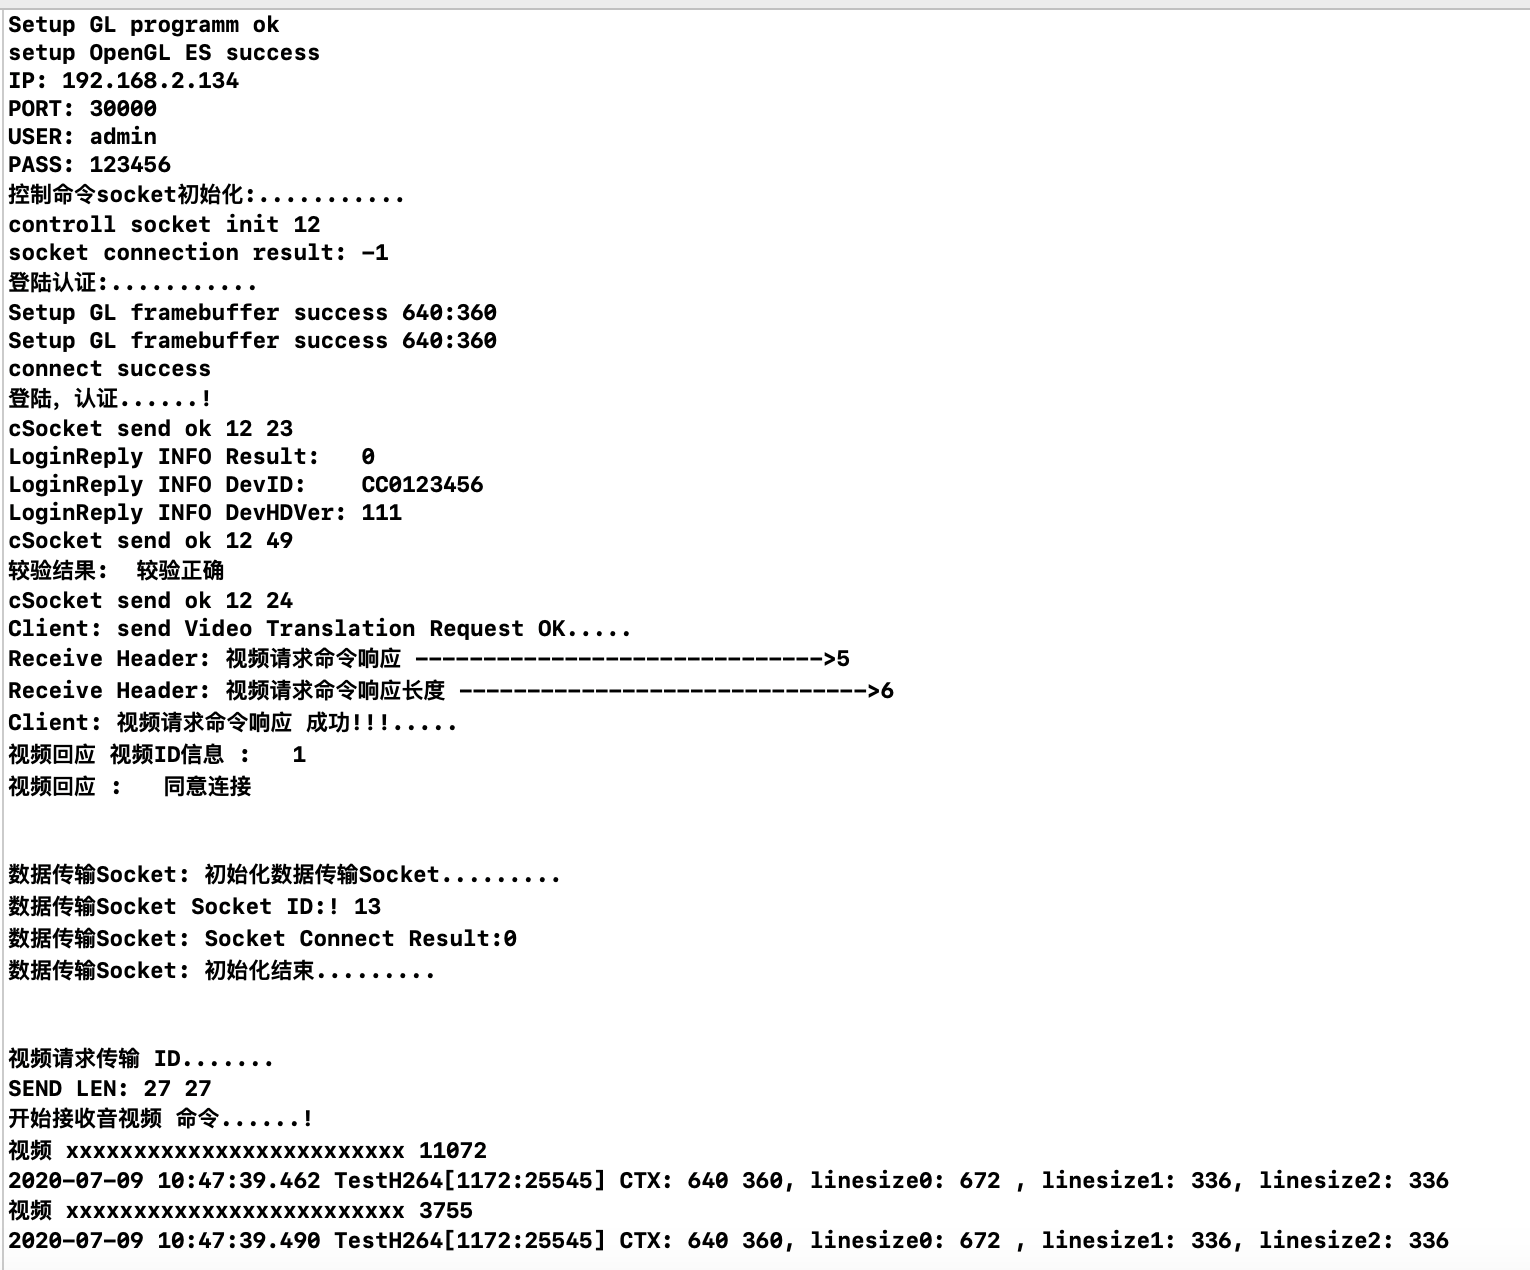 Setup GL programm ok
setup OpenGL ES success
IP: 192.168.2.134
PORT: 30000
USER: admin
PASS: 123456
控制命令socket初始化:...........
controll socket init 12
socket connection result: -1
登陆认证:...........
Setup GL framebuffer success 640:360
Setup GL framebuffer success 640:360
connect success
登陆，认证......!
cSocket send ok 12 23
LoginReply INFO Result:   0
LoginReply INFO DevID:    CC0123456
LoginReply INFO DevHDVer: 111
cSocket send ok 12 49
较验结果:  较验正确
cSocket send ok 12 24
Client: send Video Translation Request OK.....
Receive Header: 视频请求命令响应 ------------------------------>5
Receive Header: 视频请求命令响应长度 ------------------------------>6
Client: 视频请求命令响应 成功!!!.....
视频回应 视频ID信息 :   1
视频回应 :   同意连接
数据传输Socket: 初始化数据传输Socket.........
数据传输Socket Socket ID:! 13
数据传输Socket: Socket Connect Result:0
数据传输Socket: 初始化结束.........
视频请求传输 ID.......
SEND LEN: 27 27
开始接收音视频 命令......!
视频 xxxxxxxxxxxxxxxxxxxxxxxxx 11072
2020-07-09 10:47:39.462 TestH264[1172:25545] CTX: 640 360, linesize0: 672 , linesize1: 336, linesize2: 336
视频 xxxxxxxxxxxxxxxxxxxxxxxxx 3755
2020-07-09 10:47:39.490 TestH264[1172:25545] CTX: 640 360, linesize0: 672 , linesize1: 336, linesize2: 336